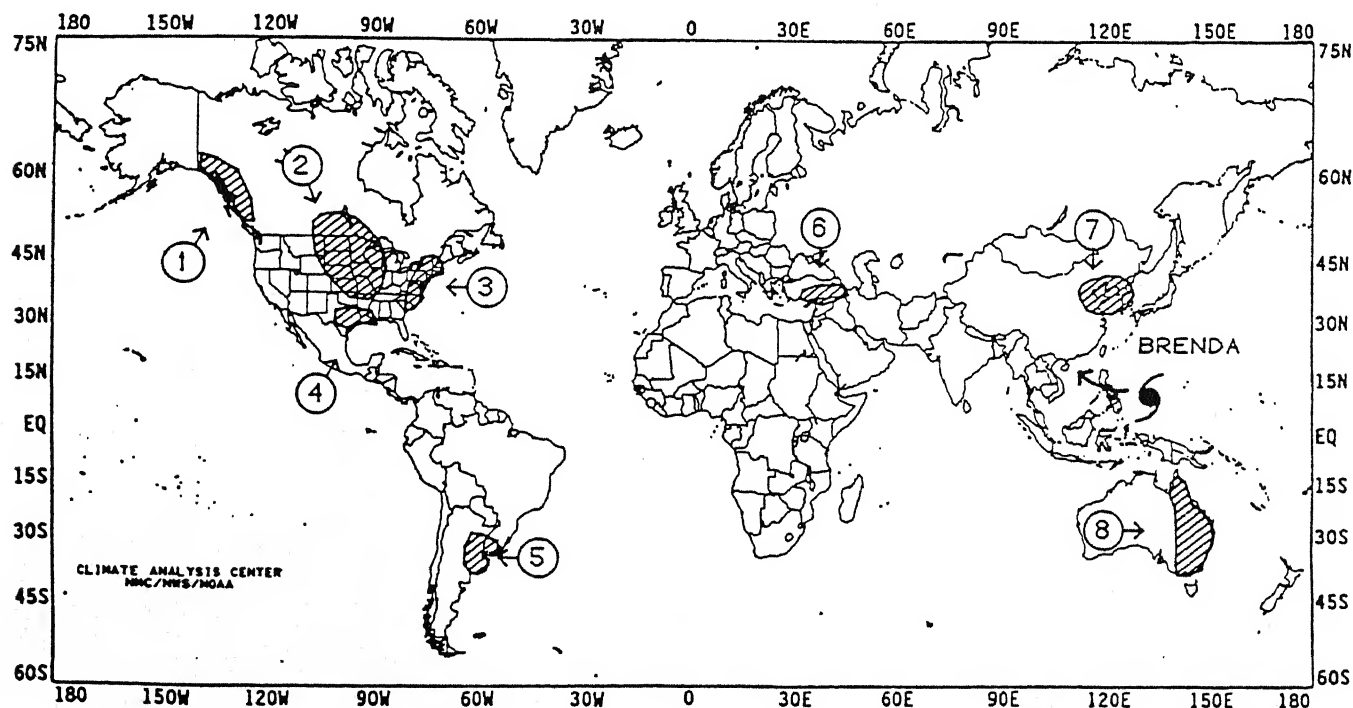 180 150W 120W 90W 60W 30W 0 30E 60E 90E 120E 150E 180
75N 75N
60N 60N
2
6 7
1
45N 45N
3
30N 30N
BRENDA
15N 15N
4
EQ EQ
15S 15S
8
30S 30S
5
CLIMATE ANALYSIS CENTER
NMC/NWS/NOAA
45S 45S
60S 60S
180 150W 120W 90W 60W 30W 0 30E 60E 90E 120E 150E 180